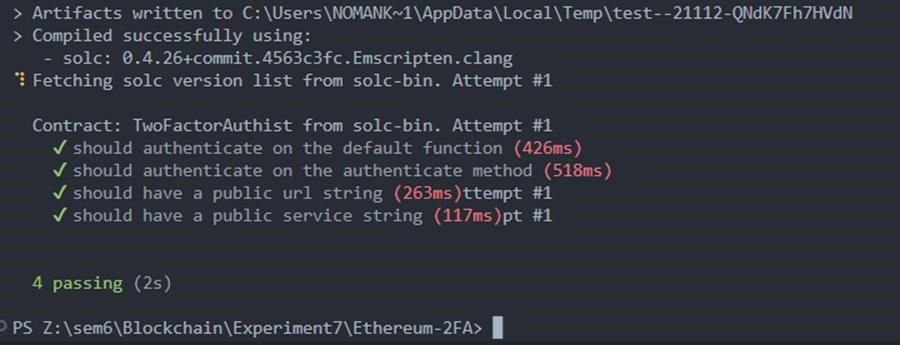 > Artifacts written to C:\Users\NOMANK~1\AppData\Local\Temp\test--21112-QNdK7Fh7HVdN
> Compiled successfully using:
- solc: 0.4.26+commit.4563c3fc.Emscripten.clang
Fetching solc version list from solc-bin. Attempt #1
Contract: TwoFactorAuthist from solc-bin. Attempt #1
✓ should authenticate on the default function (426ms)
✓ should authenticate on the authenticate method (518ms)
✓ should have a public url string (263ms)ttempt #1
✓ should have a public service string (117ms)pt #1
4 passing (2s)
PS Z:\sem6\Blockchain\Experiment7\Ethereum-2FA>